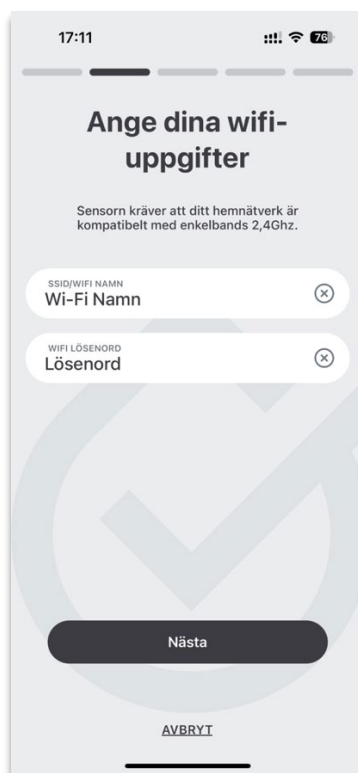 17:11
76
Ange dina wifi-
uppgifter
Sensorn kräver att ditt hemnätverk är
kompatibelt med enkelbands 2,4Ghz.
SSID/WIFI NAMN
Wi-Fi Namn
WIFI LÖSENORD
Lösenord
Nästa
AVBRYT